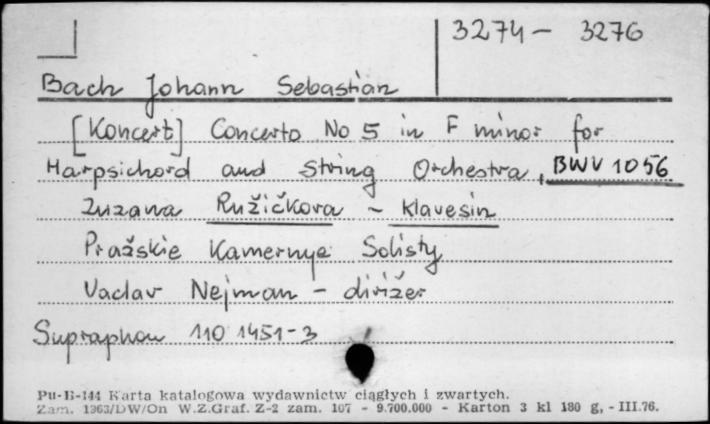 3274 - 3276
Bach Johann Sebastian
[Koncert] Concerto No 5 in F minor for
Harpsichord and String Orchestra, BWV 1056
Zuzana Ružičkova - klavesin
Pražskie Kamernye Solisty
Vaclav Nejman - dirižer
Supraphon 110 1451-3
Pu-B-144 Karta katalogowa wydawnictw ciągłych i zwartych.
Zam. 1363/DW/On W.Z.Graf. Z-2 zam. 107 - 9.700.000 - Karton 3 kl 180 g, - III.76.